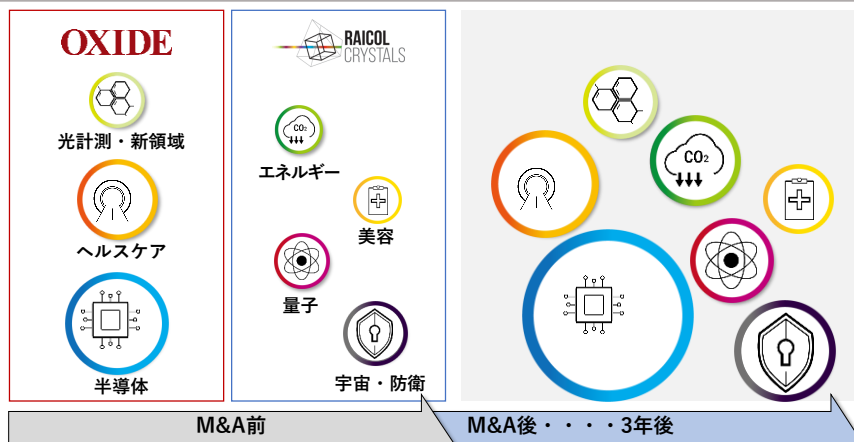 OXIDE
光計測・新領域
ヘルスケア
半導体
RAICOL
CRYSTALS
CO₂
エネルギー
美容
量子
宇宙・防衛
CO₂
M&A前
M&A後・・・・3年後